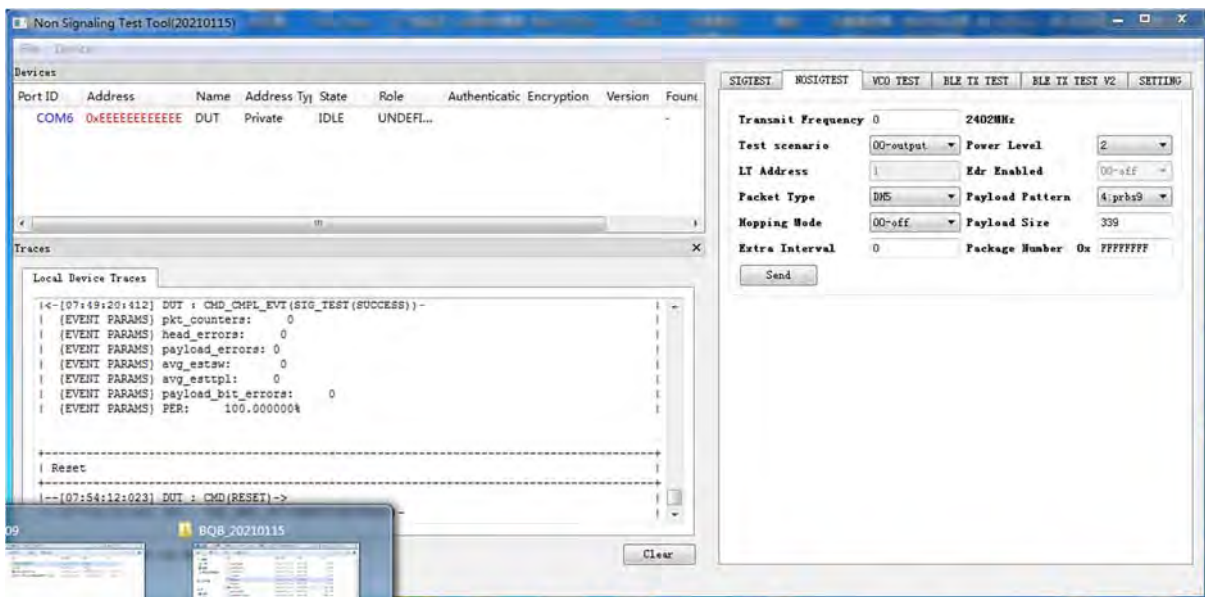 Non Signaling Test Tool(20210115)
File Device
Devices
Port ID Address Name Address Typ State Role Authenticatic Encryption Version Found
COM6 0xEEEEEEEEEEEE DUT Private IDLE UNDEFI... -
Traces
Local Device Traces
|<-[07:49:20:412] DUT : CMD_CMPL_EVT(SIG_TEST(SUCCESS))-
| {EVENT PARAMS} pkt_counters: 0
| {EVENT PARAMS} head_errors: 0
| {EVENT PARAMS} payload_errors: 0
| {EVENT PARAMS} avg_estsw: 0
| {EVENT PARAMS} avg_esttpl: 0
| {EVENT PARAMS} payload_bit_errors: 0
| {EVENT PARAMS} PER: 100.000000%
| Reset
|--[07:54:12:023] DUT : CMD(RESET)->
09 BQB_20210115
Clear
SIGTEST NOSIGTEST VCO TEST BLE TX TEST BLE TX TEST V2 SETTING
Transmit Frequency 0 2402MHz
Test scenario 00-output Power Level 2
LT Address 1 Edr Enabled 00-off
Packet Type DH5 Payload Pattern 4:prbs9
Hopping Mode 00-off Payload Size 339
Extra Interval 0 Package Number 0x FFFFFFFF
Send